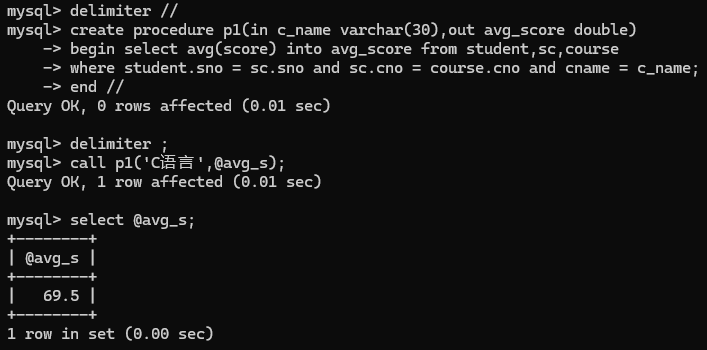 mysql> delimiter //
mysql> create procedure p1(in c_name varchar(30),out avg_score double)
    -> begin select avg(score) into avg_score from student,sc,course
    -> where student.sno = sc.sno and sc.cno = course.cno and cname = c_name;
    -> end //
Query OK, 0 rows affected (0.01 sec)

mysql> delimiter ;
mysql> call p1('C语言',@avg_s);
Query OK, 1 row affected (0.01 sec)

mysql> select @avg_s;
+--------+
| @avg_s |
+--------+
|   69.5 |
+--------+
1 row in set (0.00 sec)